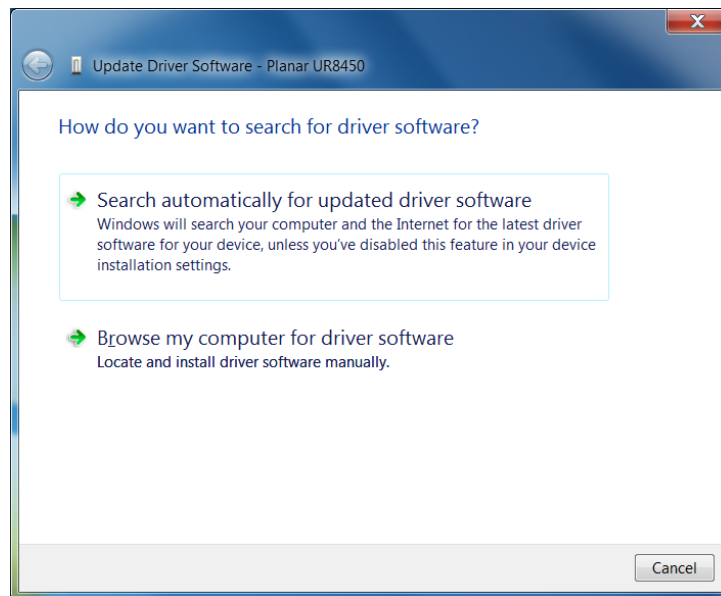 Update Driver Software - Planar UR8450
How do you want to search for driver software?
Search automatically for updated driver software
Windows will search your computer and the Internet for the latest driver
software for your device, unless you've disabled this feature in your device
installation settings.
Browse my computer for driver software
Locate and install driver software manually.
Cancel